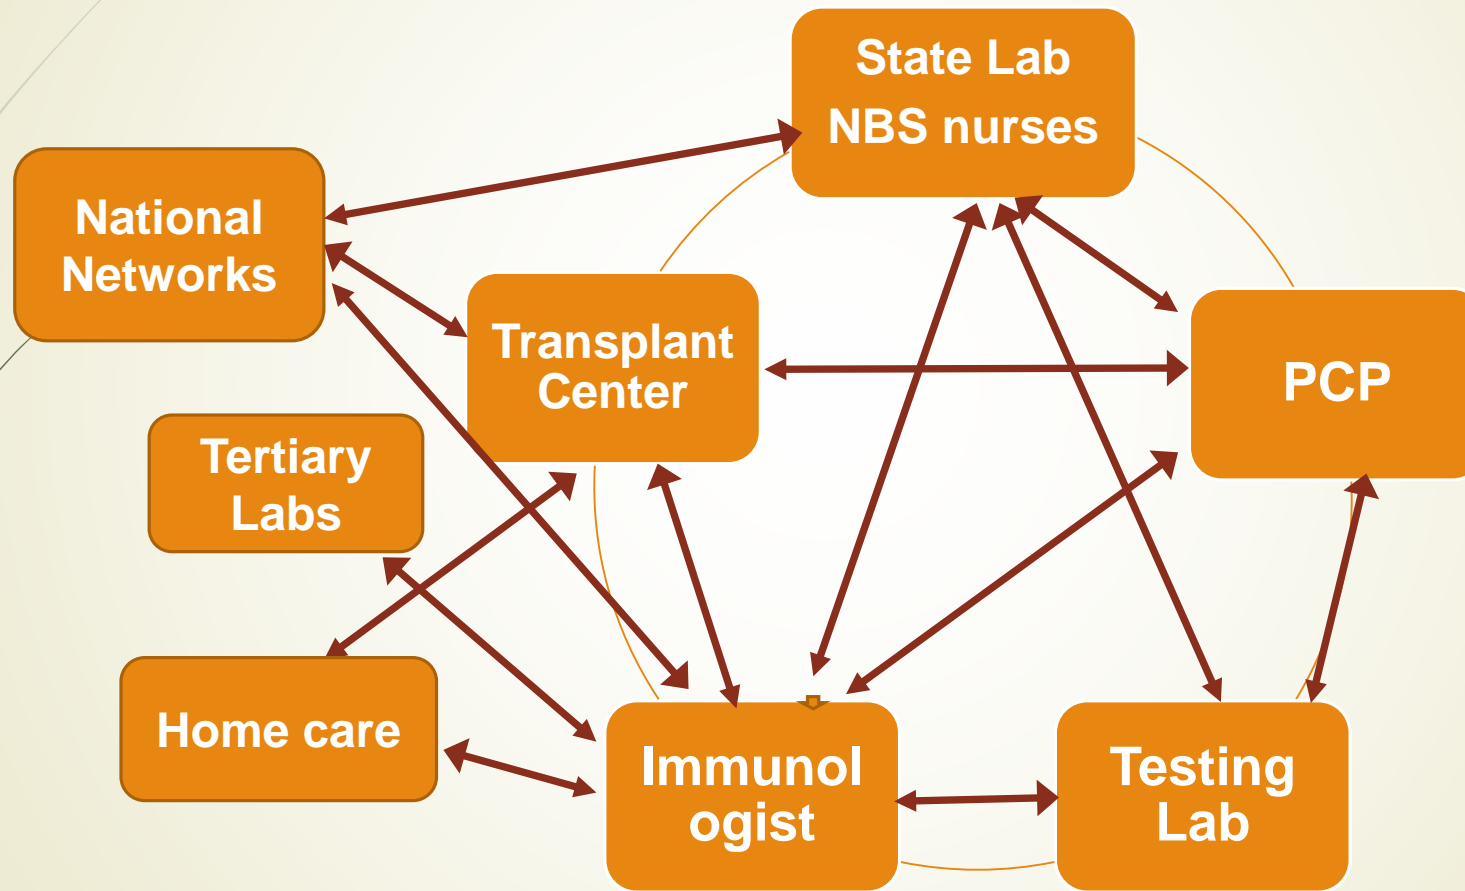 State Lab
NBS nurses
National
Networks
Transplant
Center
PCP
Tertiary
Labs
Home care
Immunol
ogist
Testing
Lab